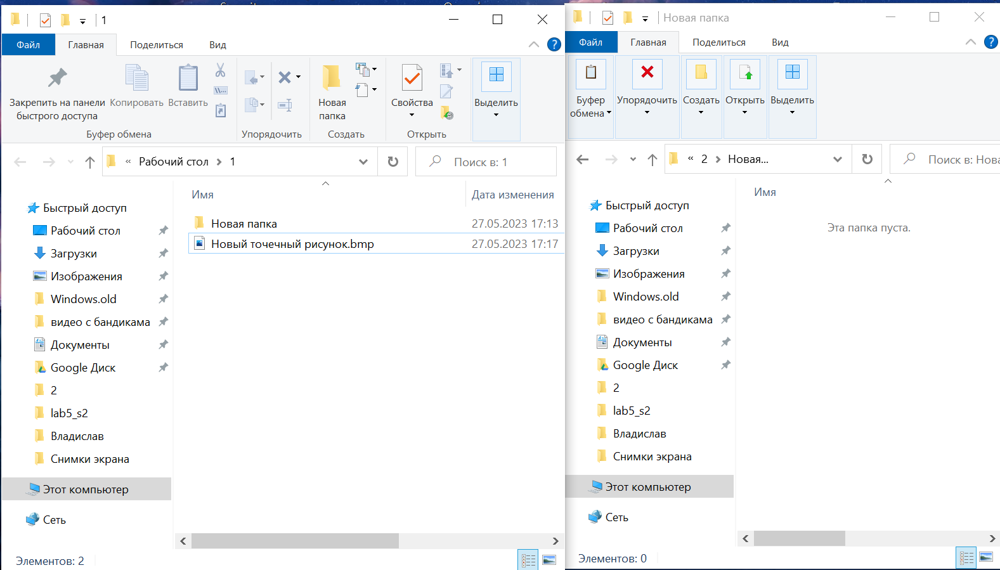 1
Файл Главная Поделиться Вид
Закрепить на панели быстрого доступа
Копировать
Вставить
Новая папка
Свойства
Выделить
Буфер обмена Упорядочить Создать Открыть
« Рабочий стол > 1
Поиск в: 1
Имя Дата изменения
Новая папка 27.05.2023 17:13
Новый точечный рисунок.bmp 27.05.2023 17:17
Быстрый доступ
Рабочий стол
Загрузки
Изображения
Windows.old
видео с бандикама
Документы
Google Диск
2
lab5_s2
Владислав
Снимки экрана
Этот компьютер
Сеть
Элементов: 2
Новая папка
Файл Главная Поделиться Вид
Буфер обмена
Упорядочить
Создать
Открыть
Выделить
« 2 > Новая...
Поиск в: Нова
Имя
Эта папка пуста.
Быстрый доступ
Рабочий стол
Загрузки
Изображения
Windows.old
видео с бандикама
Документы
Google Диск
2
lab5_s2
Владислав
Снимки экрана
Этот компьютер
Сеть
Элементов: 0